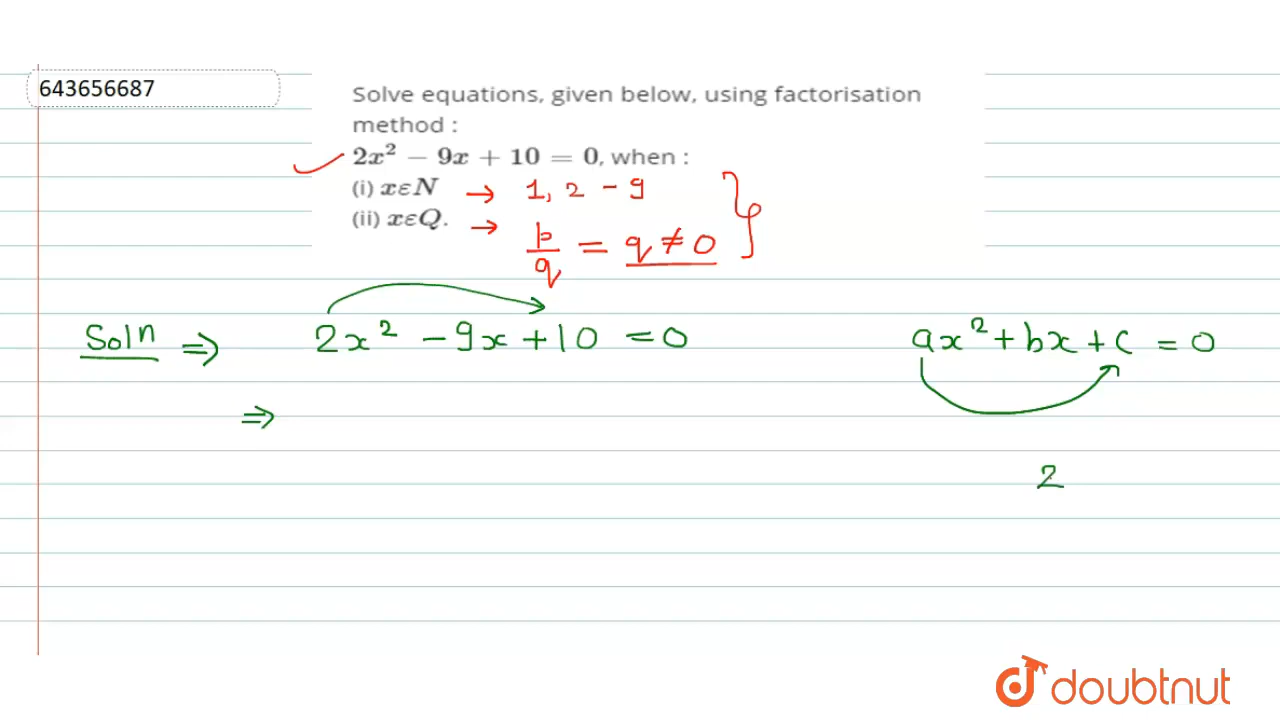 643656687
Solve equations, given below, using factorisation
method :
2x² − 9x + 10 = 0, when :
(i) xεN → 1, 2 - 9
(ii) xεQ. → p/q = q ≠ 0
Soln ⇒ 2x² - 9x + 10 = 0
ax² + bx + c = 0
⇒
2
doubtnut